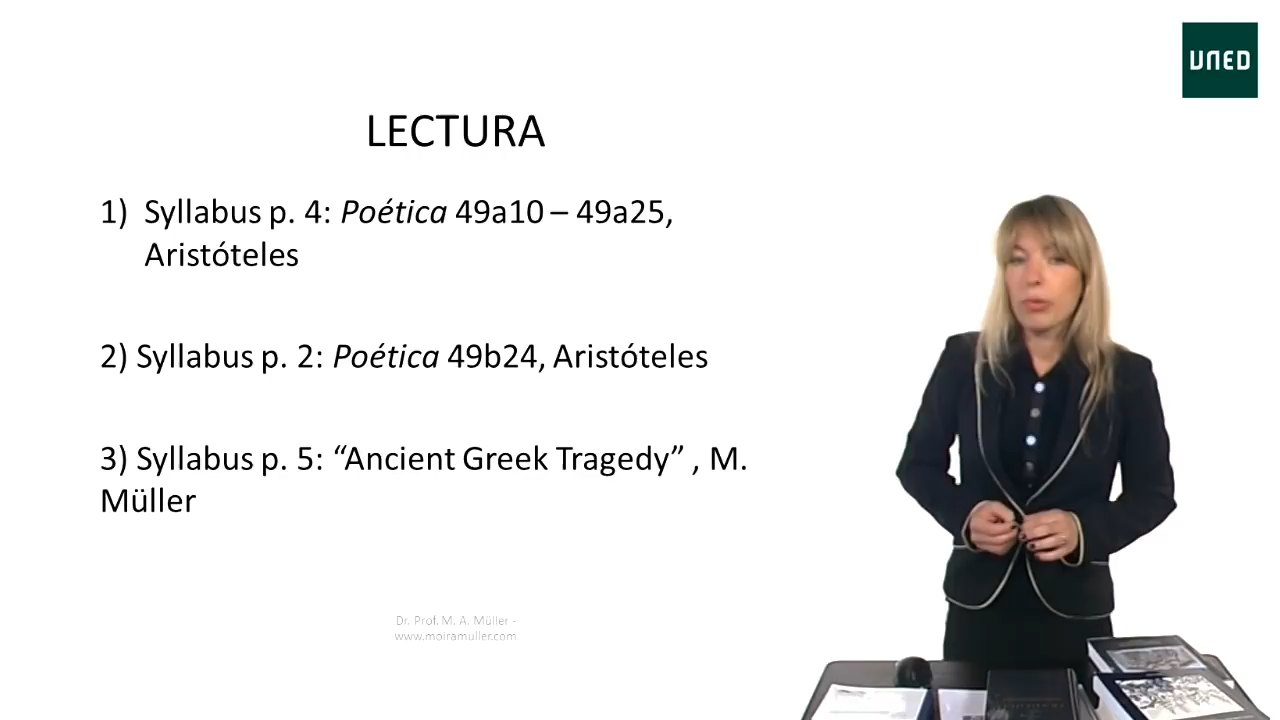 UNED
LECTURA
1) Syllabus p. 4: Poética 49a10 – 49a25,
Aristóteles
2) Syllabus p. 2: Poética 49b24, Aristóteles
3) Syllabus p. 5: “Ancient Greek Tragedy” , M.
Müller
Dr. Prof. M. A. Müller -
www.moiramuller.com